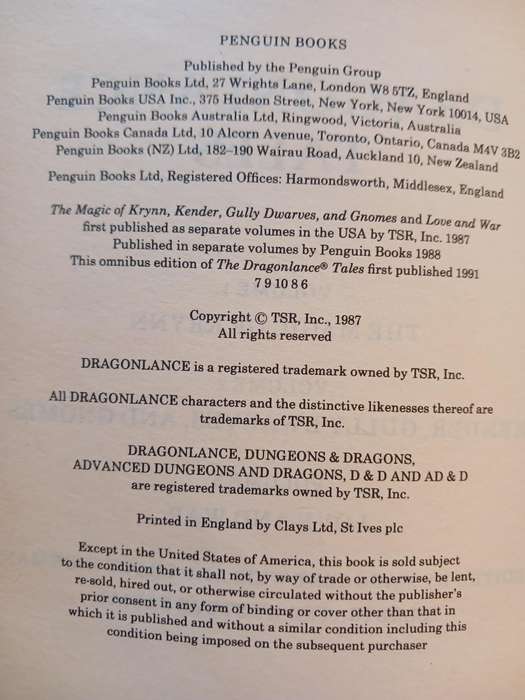 PENGUIN BOOKS
Published by the Penguin Group
Penguin Books Ltd, 27 Wrights Lane, London W8 5TZ, England
Penguin Books USA Inc., 375 Hudson Street, New York, New York 10014, USA
Penguin Books Australia Ltd, Ringwood, Victoria, Australia
Penguin Books Canada Ltd, 10 Alcorn Avenue, Toronto, Ontario, Canada M4V 3B2
Penguin Books (NZ) Ltd, 182–190 Wairau Road, Auckland 10, New Zealand
Penguin Books Ltd, Registered Offices: Harmondsworth, Middlesex, England
The Magic of Krynn, Kender, Gully Dwarves, and Gnomes and Love and War
first published as separate volumes in the USA by TSR, Inc. 1987
Published in separate volumes by Penguin Books 1988
This omnibus edition of The Dragonlance® Tales first published 1991
7 9 10 8 6
Copyright © TSR, Inc., 1987
All rights reserved
DRAGONLANCE is a registered trademark owned by TSR, Inc.
All DRAGONLANCE characters and the distinctive likenesses thereof are
trademarks of TSR, Inc.
DRAGONLANCE, DUNGEONS & DRAGONS,
ADVANCED DUNGEONS AND DRAGONS, D & D AND AD & D
are registered trademarks owned by TSR, Inc.
Printed in England by Clays Ltd, St Ives plc
Except in the United States of America, this book is sold subject
to the condition that it shall not, by way of trade or otherwise, be lent,
re-sold, hired out, or otherwise circulated without the publisher's
prior consent in any form of binding or cover other than that in
which it is published and without a similar condition including this
condition being imposed on the subsequent purchaser